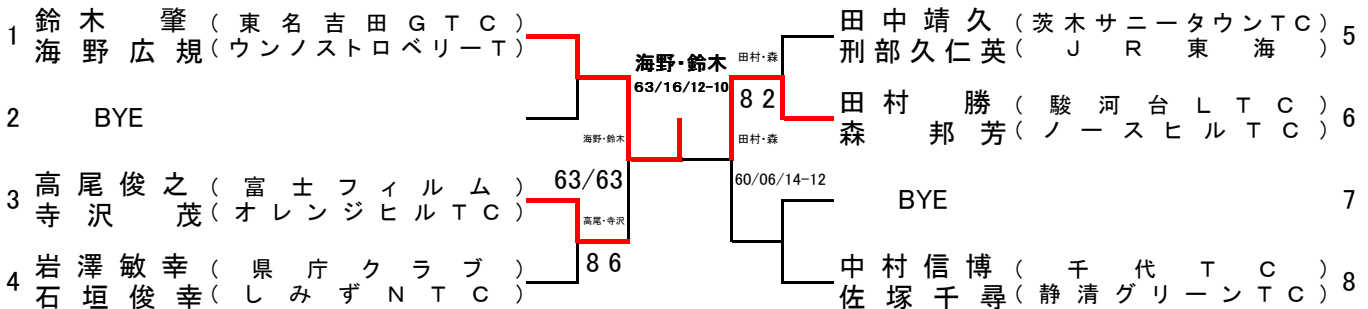 1 鈴木 肇 (東名吉田GTC)
海野広規 (ウンノストロベリーT)
2 BYE
3 高尾俊之 (富士フィルム)
寺沢 茂 (オレンジヒルTC)
4 岩澤敏幸 (県庁クラブ)
石垣俊幸 (しみずNTC)
海野・鈴木
63/63
高尾・寺沢
86
海野・鈴木
63/16/12-10
田村・森
82
田村・森
60/06/14-12
田中靖久 (茨木サニータウンTC) 5
刑部久仁英 (JR東海)
田村 勝 (駿河台LTC) 6
森 邦芳 (ノースヒルTC)
BYE 7
中村信博 (千代TC) 8
佐塚千尋 (静清グリーンTC)